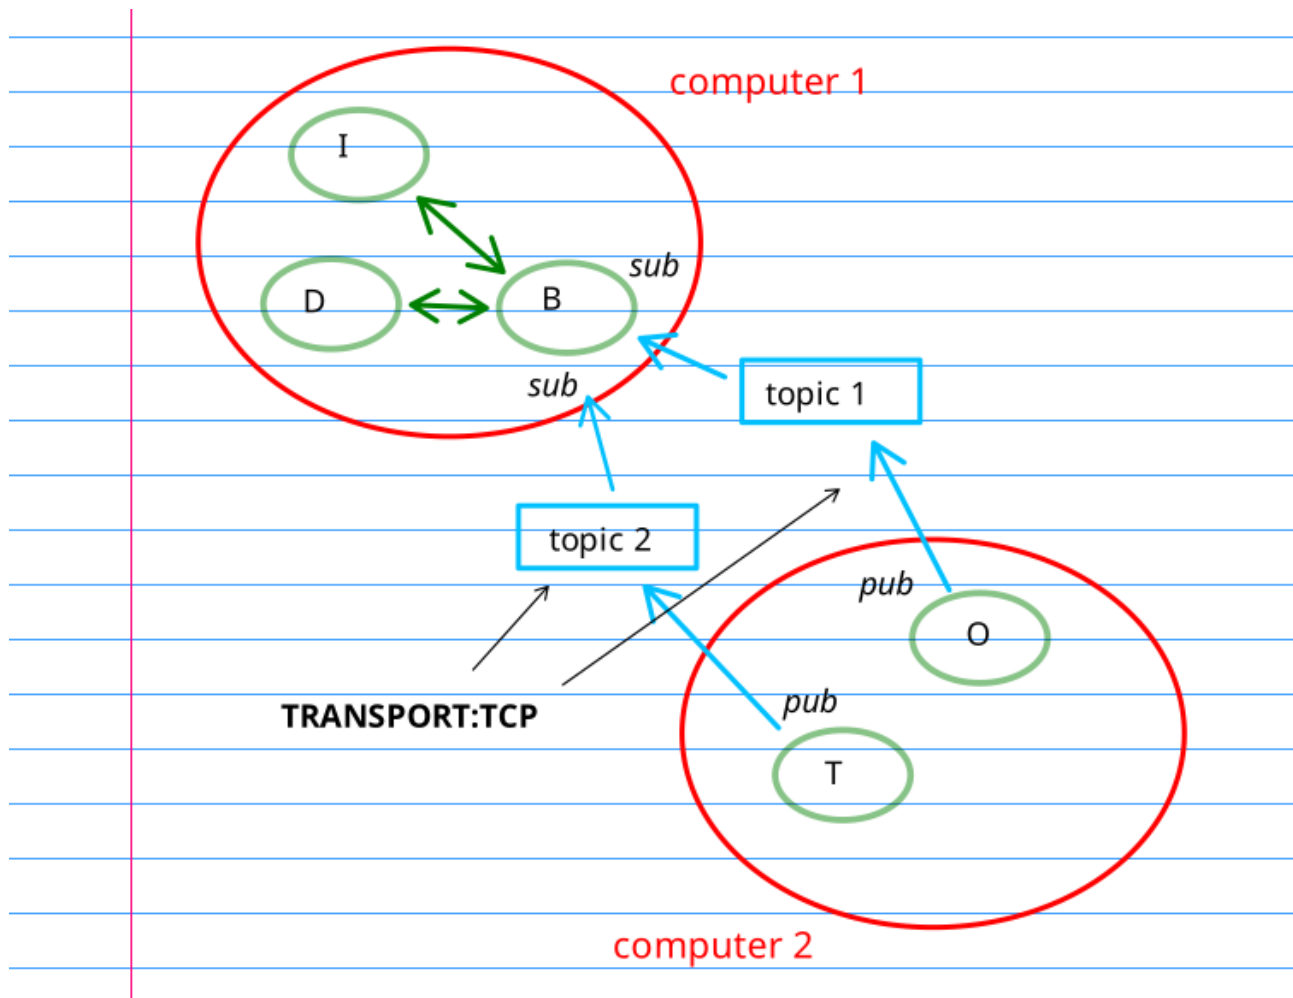 computer 1
I
sub
D
B
sub
topic 1
topic 2
pub
O
pub
TRANSPORT:TCP
T
computer 2